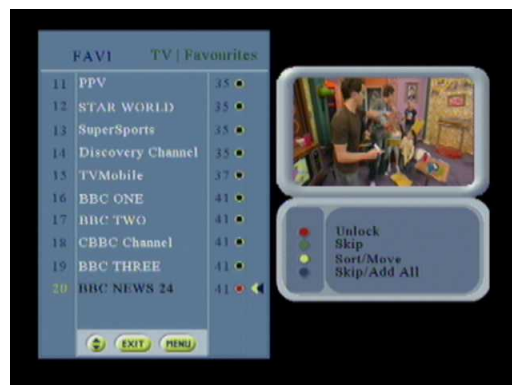 FAV1 TV | Favourites
11 PPV 35
12 STAR WORLD 35
13 SuperSports 35
14 Discovery Channel 35
15 TVMobile 37
16 BBC ONE 41
17 BBC TWO 41
18 CBBC Channel 41
19 BBC THREE 41
20 BBC NEWS 24 41
EXIT MENU
Unlock
Skip
Sort/Move
Skip/Add All